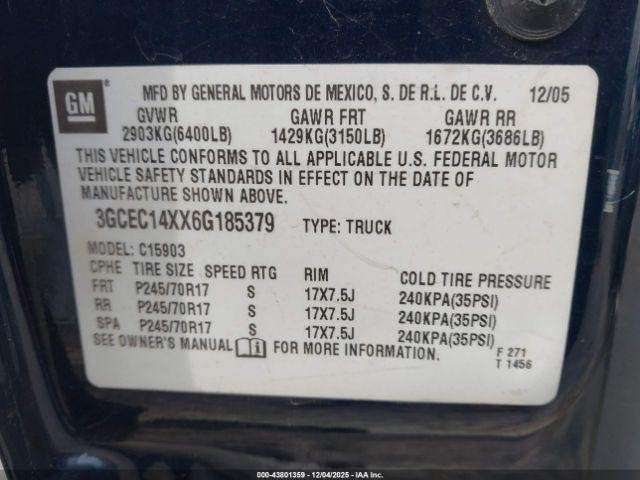 GM
MFD BY GENERAL MOTORS DE MEXICO, S. DE R.L. DE C.V. 12/05
GVWR GAWR FRT GAWR RR
2903KG(6400LB) 1429KG(3150LB) 1672KG(3686LB)
THIS VEHICLE CONFORMS TO ALL APPLICABLE U.S. FEDERAL MOTOR
VEHICLE SAFETY STANDARDS IN EFFECT ON THE DATE OF
MANUFACTURE SHOWN ABOVE.
3GCEC14XX6G185379 TYPE: TRUCK
MODEL: C15903
CPHE TIRE SIZE SPEED RTG RIM COLD TIRE PRESSURE
FRT P245/70R17 S 17X7.5J 240KPA(35PSI)
RR P245/70R17 S 17X7.5J 240KPA(35PSI)
SPA P245/70R17 S 17X7.5J 240KPA(35PSI)
SEE OWNER'S MANUAL FOR MORE INFORMATION.
F 271
T 1456
000-43801359 - 12/04/2025 - IAA, Inc.